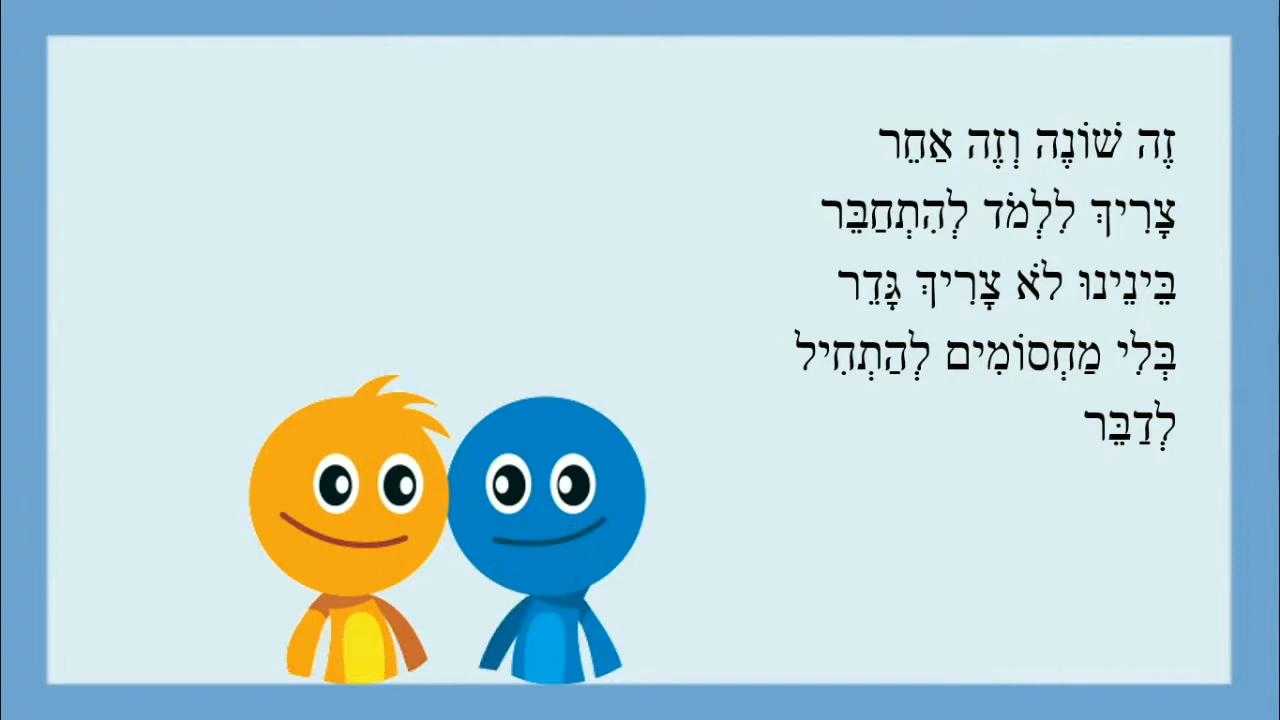 זֶה שׁוֹנֶה וְזֶה אַחֵר
צָרִיךְ לִלְמֹד לְהִתְחַבֵּר
בֵּינֵינוּ לֹא צָרִיךְ גָּדֵר
בְּלִי מַחְסוֹמִים לְהַתְחִיל
לְדַבֵּר